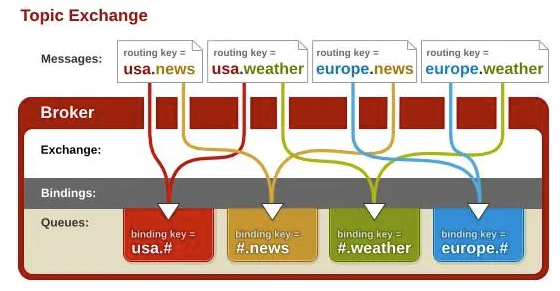 Topic Exchange
Messages:
routing key =
usa.news
routing key =
usa.weather
routing key =
europe.news
routing key =
europe.weather
Broker
Exchange:
Bindings:
Queues:
binding key =
usa.#
binding key =
#.news
binding key =
#.weather
binding key =
europe.#